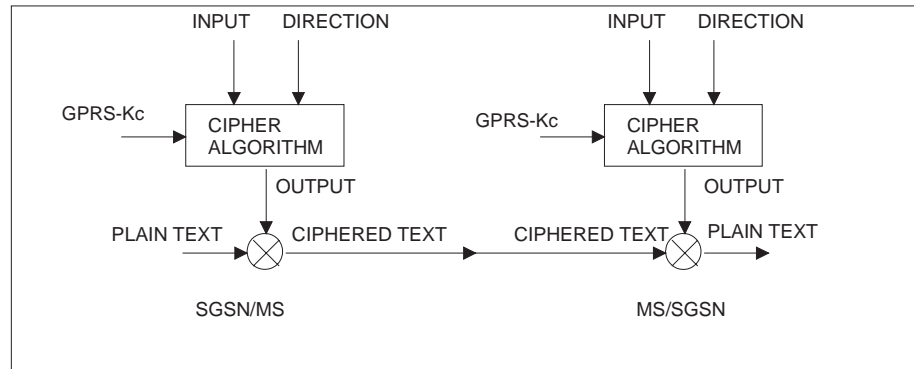 INPUT DIRECTION INPUT DIRECTION
GPRS-Kc CIPHER ALGORITHM GPRS-Kc CIPHER ALGORITHM
OUTPUT OUTPUT
PLAIN TEXT CIPHERED TEXT CIPHERED TEXT PLAIN TEXT
SGSN/MS MS/SGSN